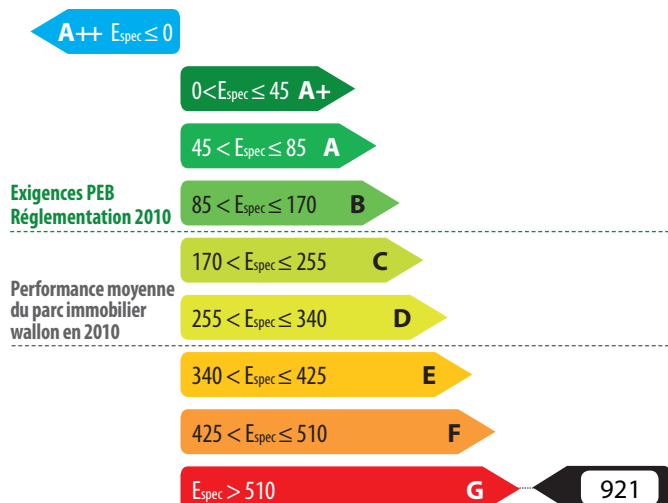 A++ Espec ≤ 0
0<Espec ≤ 45 A+
45 < Espec ≤ 85 A
Exigences PEB
Réglementation 2010
85 < Espec ≤ 170 B
170 < Espec ≤ 255 C
Performance moyenne
du parc immobilier
wallon en 2010
255 < Espec ≤ 340 D
340 < Espec ≤ 425 E
425 < Espec ≤ 510 F
Espec > 510 G 921